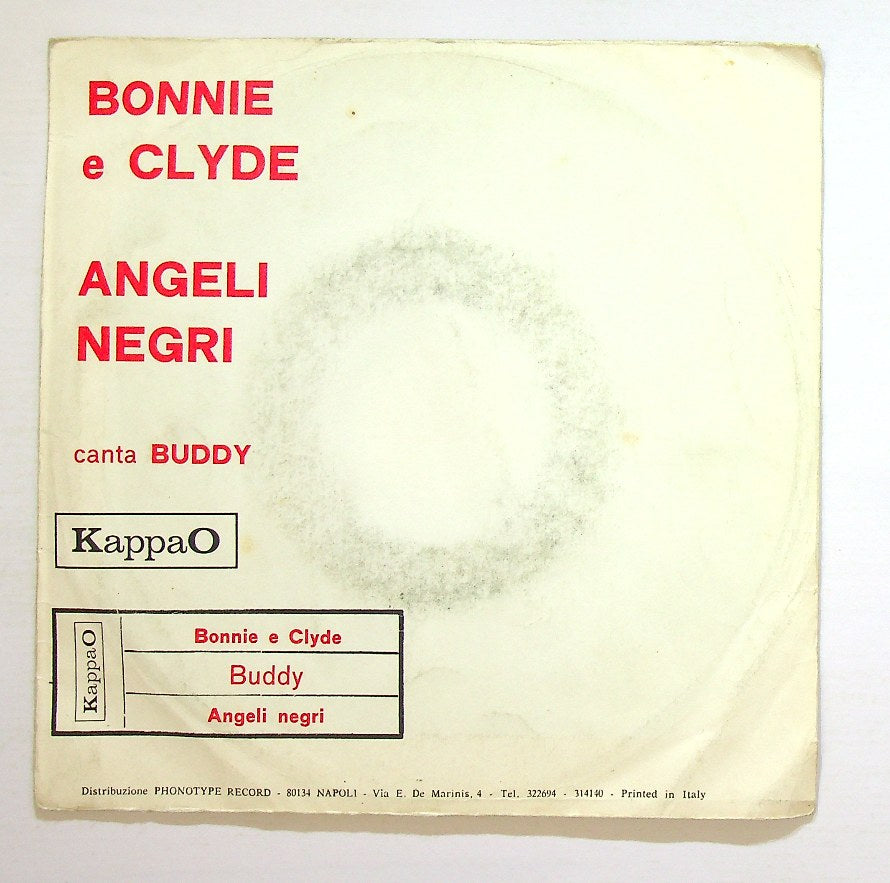 BONNIE
e CLYDE
ANGELI
NEGRI
canta BUDDY
KappaO
KappaO
Bonnie e Clyde
Buddy
Angeli negri
Distribuzione PHONOTYPE RECORD - 80134 NAPOLI - Via E. De Marinis, 4 - Tel. 322694 - 314140 - Printed in Italy